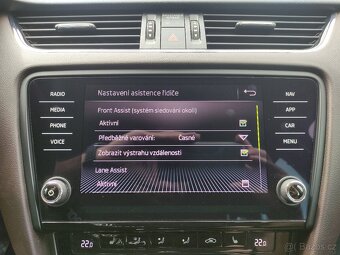 Nastavení asistence řidiče
RADIO
MEDIA
PHONE
VOICE
NAV
APP
CAR
MENU
Front Assist (systém sledování okolí)
Aktivní
Předběžné varování: Časné
Zobrazit výstrahu vzdálenosti
Lane Assist
Aktivní
22.0
22.0